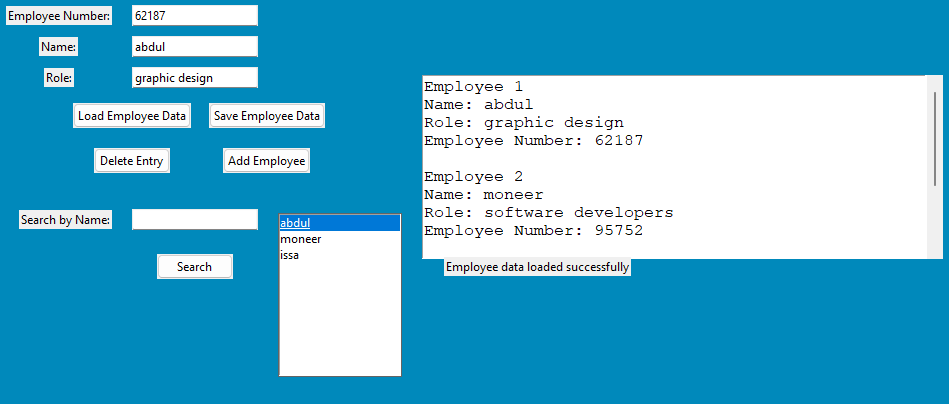 Employee Number: 62187
Name: abdul
Role: graphic design
Load Employee Data Save Employee Data
Delete Entry Add Employee
Search by Name:
Search
abdul
moneer
issa
Employee 1
Name: abdul
Role: graphic design
Employee Number: 62187
Employee 2
Name: moneer
Role: software developers
Employee Number: 95752
Employee data loaded successfully